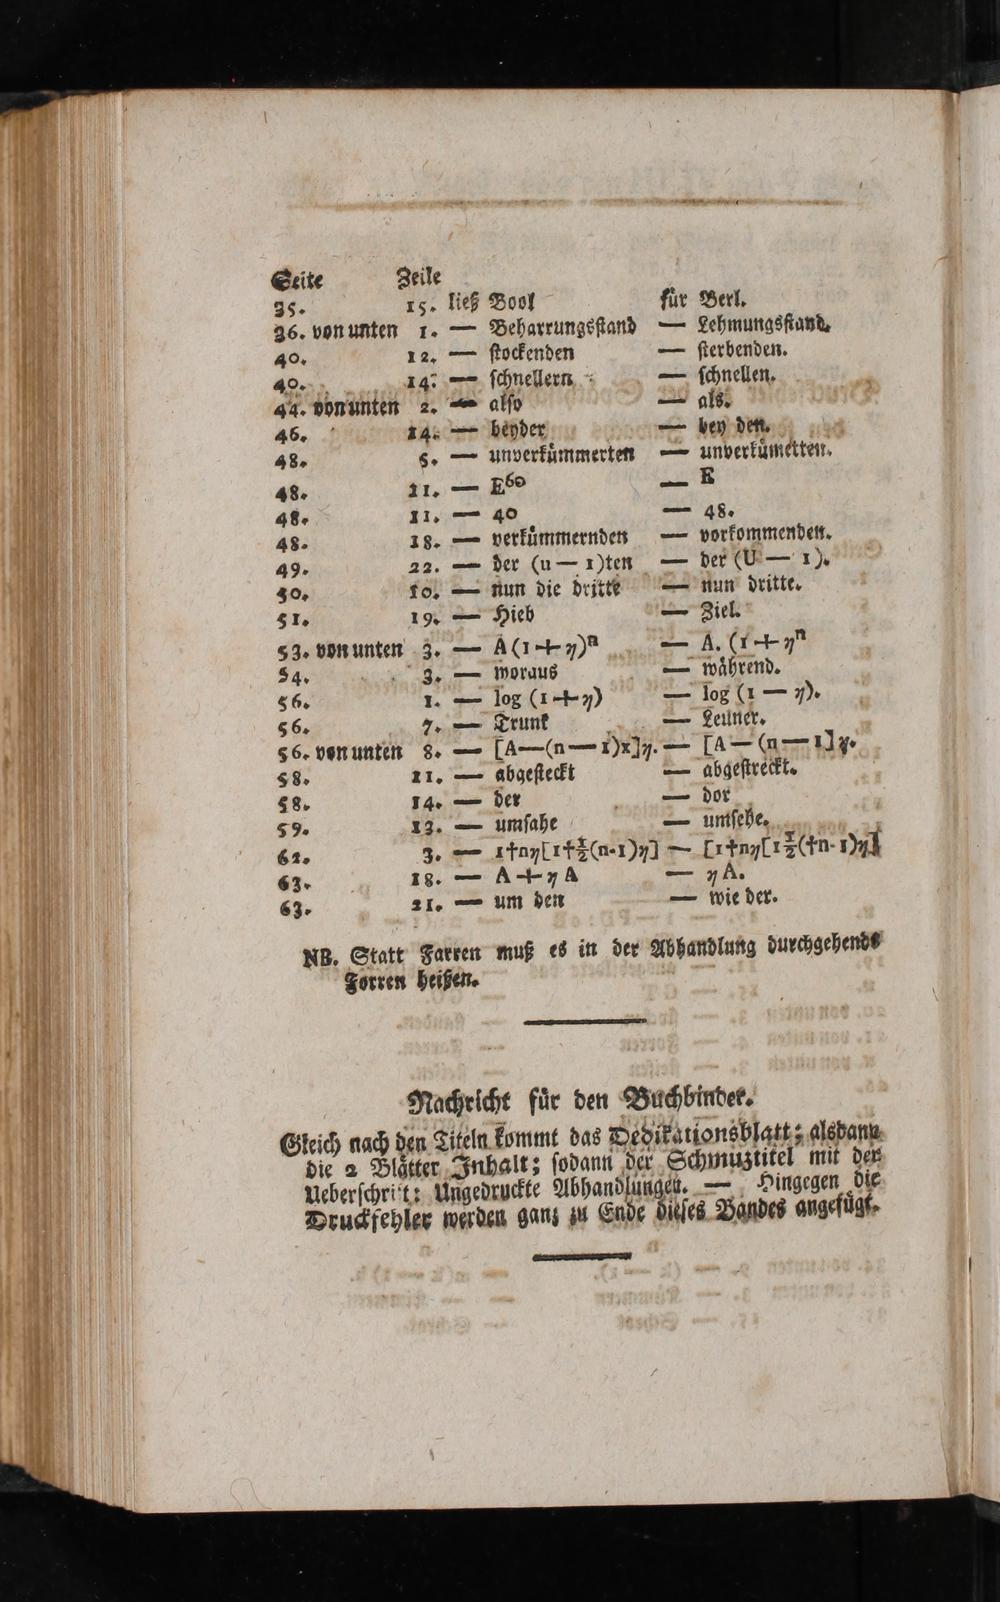 Seite Zeile
35. 15. ließ Bool für Berl.
36. von unten 1. — Beharrungsstand — Lehmungsstand.
40. 12. — stockenden — sterbenden.
40. 14. — schnellern — schnellen.
44. von unten 2. — also — als.
46. 14. — beyder — bey den.
48. 5. — unverkümmerten — unverkümetten.
48. 11. — E⁶⁰ — E
48. 11. — 40 — 48.
48. 18. — verkümmernden — vorkommenden.
49. 22. — der (u — 1)ten — der (U — 1).
50. 10. — nun die dritte — nun dritte.
51. 19. — Hieb — Ziel.
53. von unten 3. — A(1 + η)ⁿ — A. (1 + ηⁿ
54. 3. — woraus — während.
56. 1. — log (1 + η) — log (1 — η).
56. 7. — Trunk — Leuner.
56. von unten 8. — [A—(n—1)x]η. — [A—(n—1]η.
58. 11. — abgesteckt — abgestreckt.
58. 14. — der — dor
59. 13. — umsahe — umsehe.
62. 3. — 1†nη[1†½(n-1)η] — [1†nη[1½(†n-1)η]
63. 18. — A + η A — η A.
63. 21. — um den — wie der.
NB. Statt Farren muß es in der Abhandlung durchgehends
Forren heißen.
Nachricht für den Buchbinder.
Gleich nach den Titeln kommt das Dedikationsblatt; alsdann
die 2 Blätter Inhalt; sodann der Schmuztitel mit der
Ueberschrift: Ungedruckte Abhandlungen. — Hingegen die
Druckfehler werden ganz zu Ende dieses Bandes angefügt.